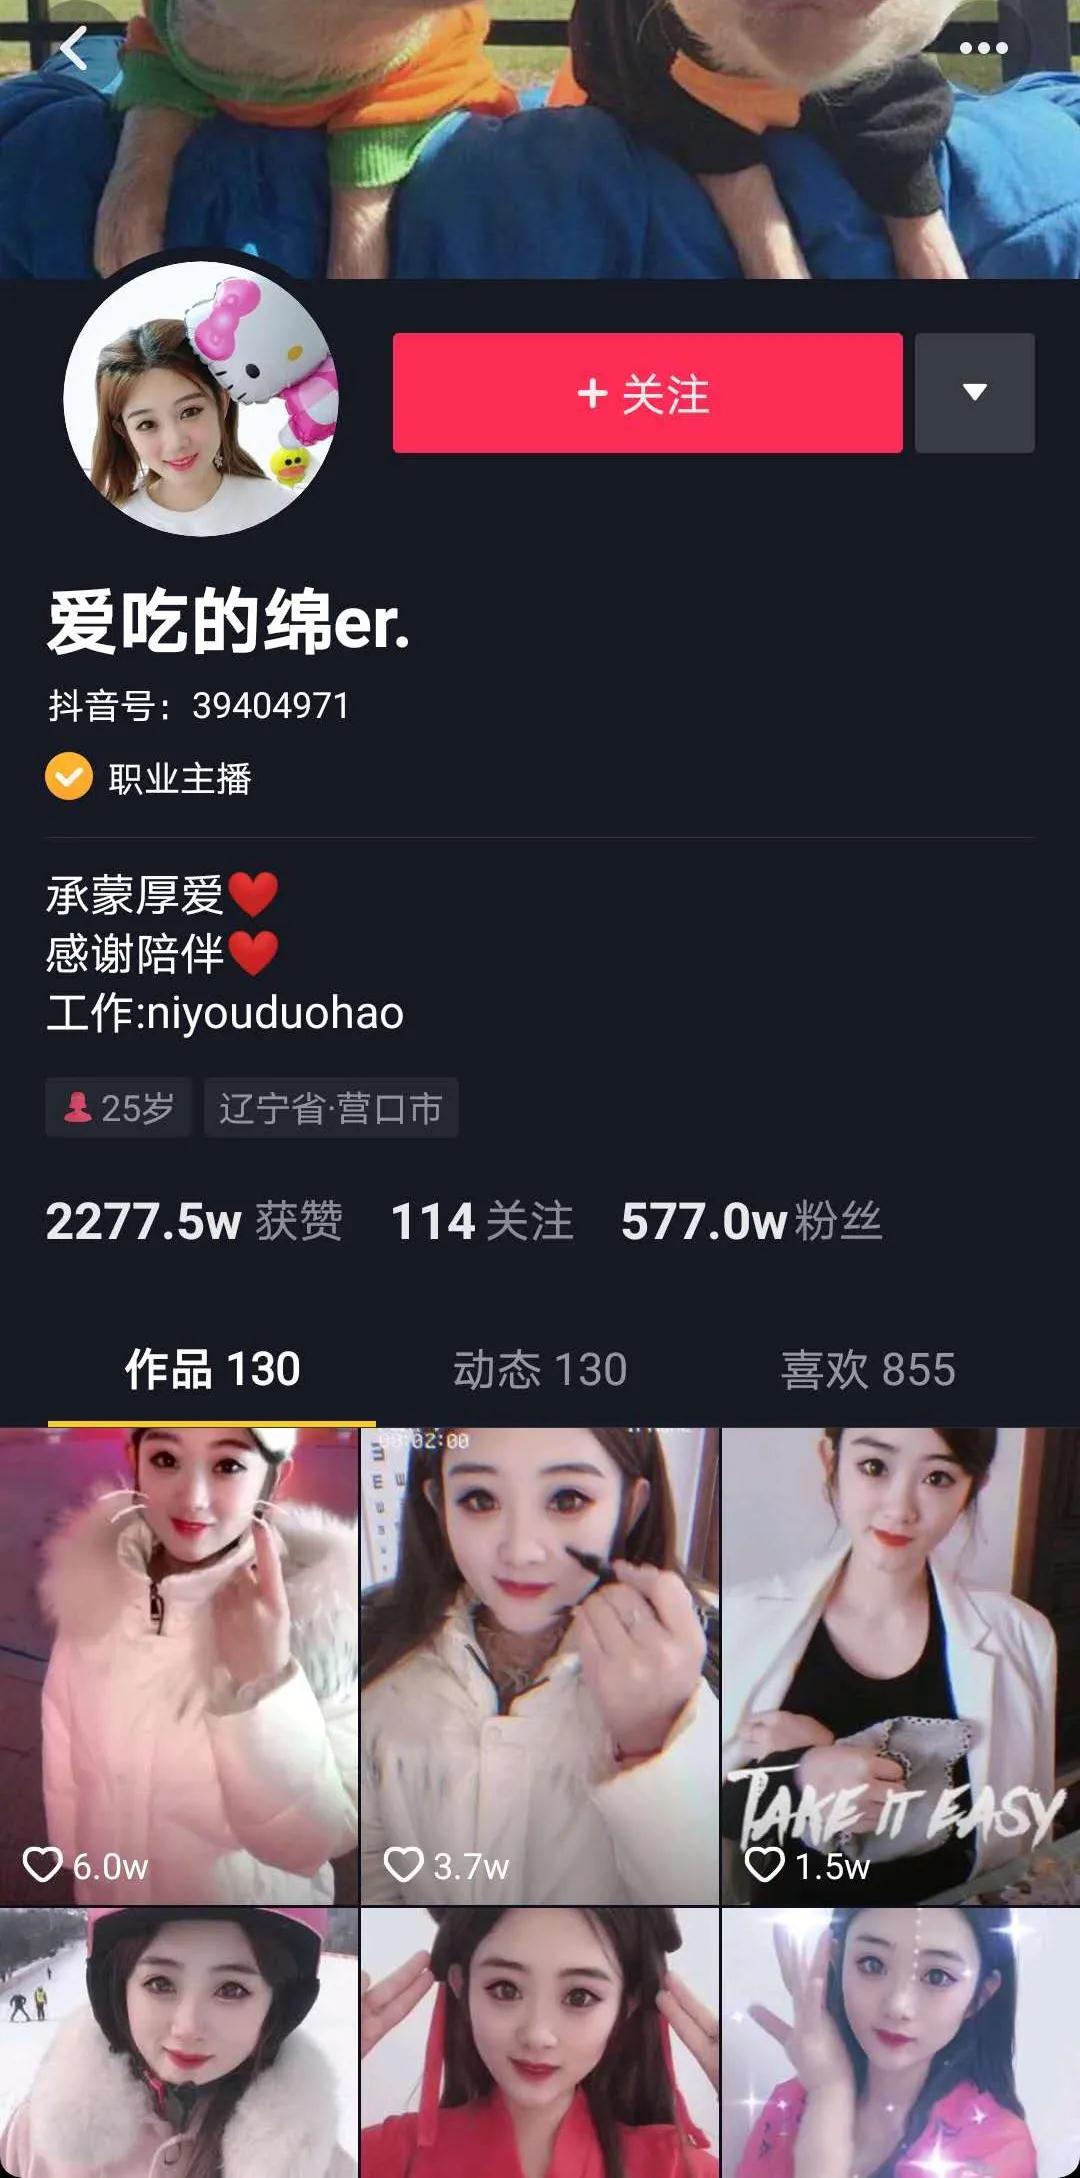 + 关注
爱吃的绵er.
抖音号：39404971
职业主播
承蒙厚爱❤️
感谢陪伴❤️
工作:niyouduohao
25岁 辽宁省·营口市
2277.5w 获赞 114 关注 577.0w 粉丝
作品 130 动态 130 喜欢 855
00:02:00
TAKE IT EASY
6.0w 3.7w 1.5w